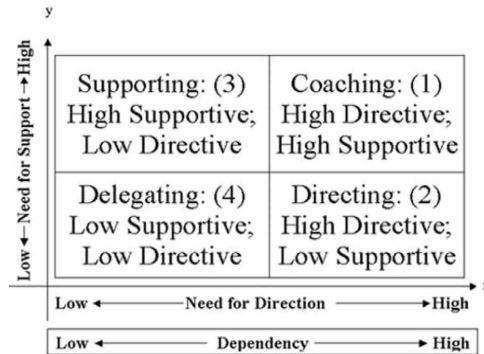 y
High
Need for Support
Low
Supporting: (3)
High Supportive;
Low Directive
Coaching: (1)
High Directive;
High Supportive
Delegating: (4)
Low Supportive;
Low Directive
Directing: (2)
High Directive;
Low Supportive
Low Need for Direction High
Low Dependency High